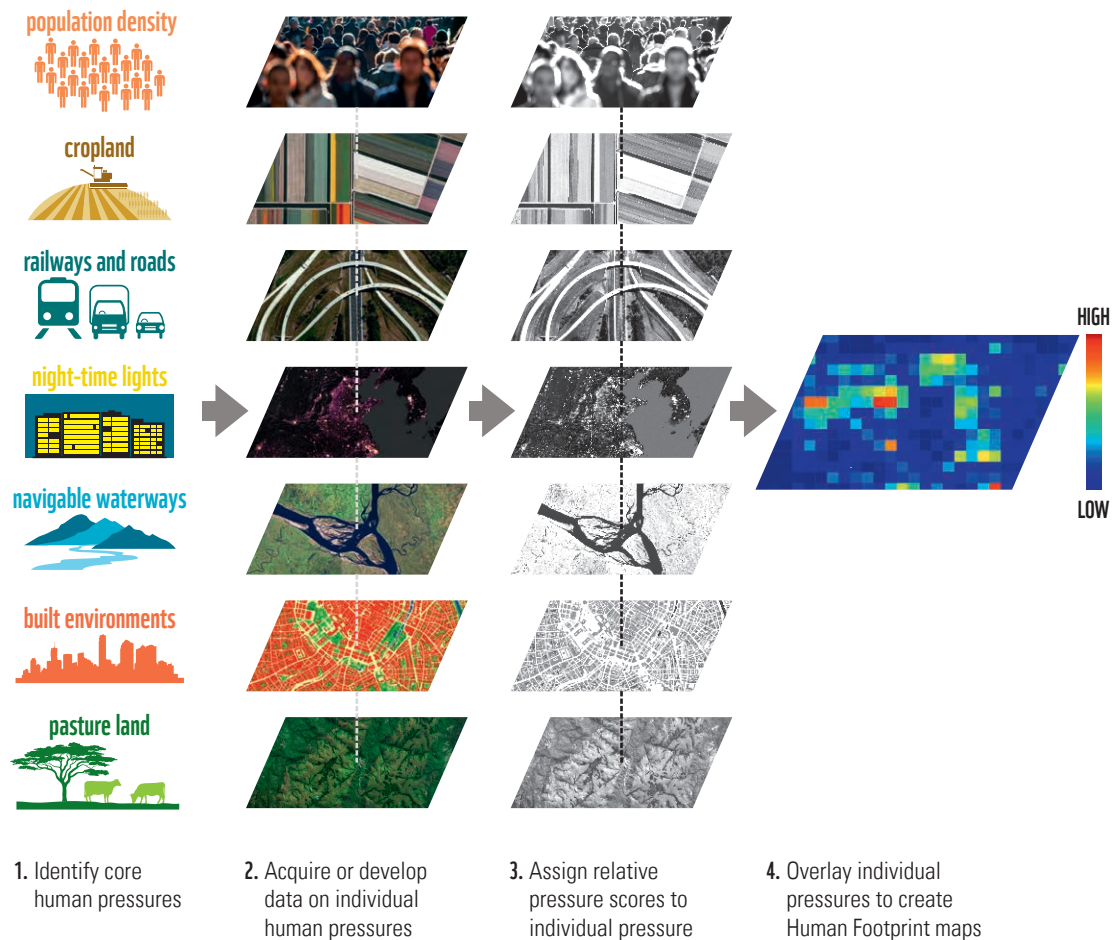 population density
cropland
railways and roads
night-time lights
navigable waterways
built environments
pasture land
HIGH
LOW
1. Identify core
human pressures
2. Acquire or develop
data on individual
human pressures
3. Assign relative
pressure scores to
individual pressure
4. Overlay individual
pressures to create
Human Footprint maps